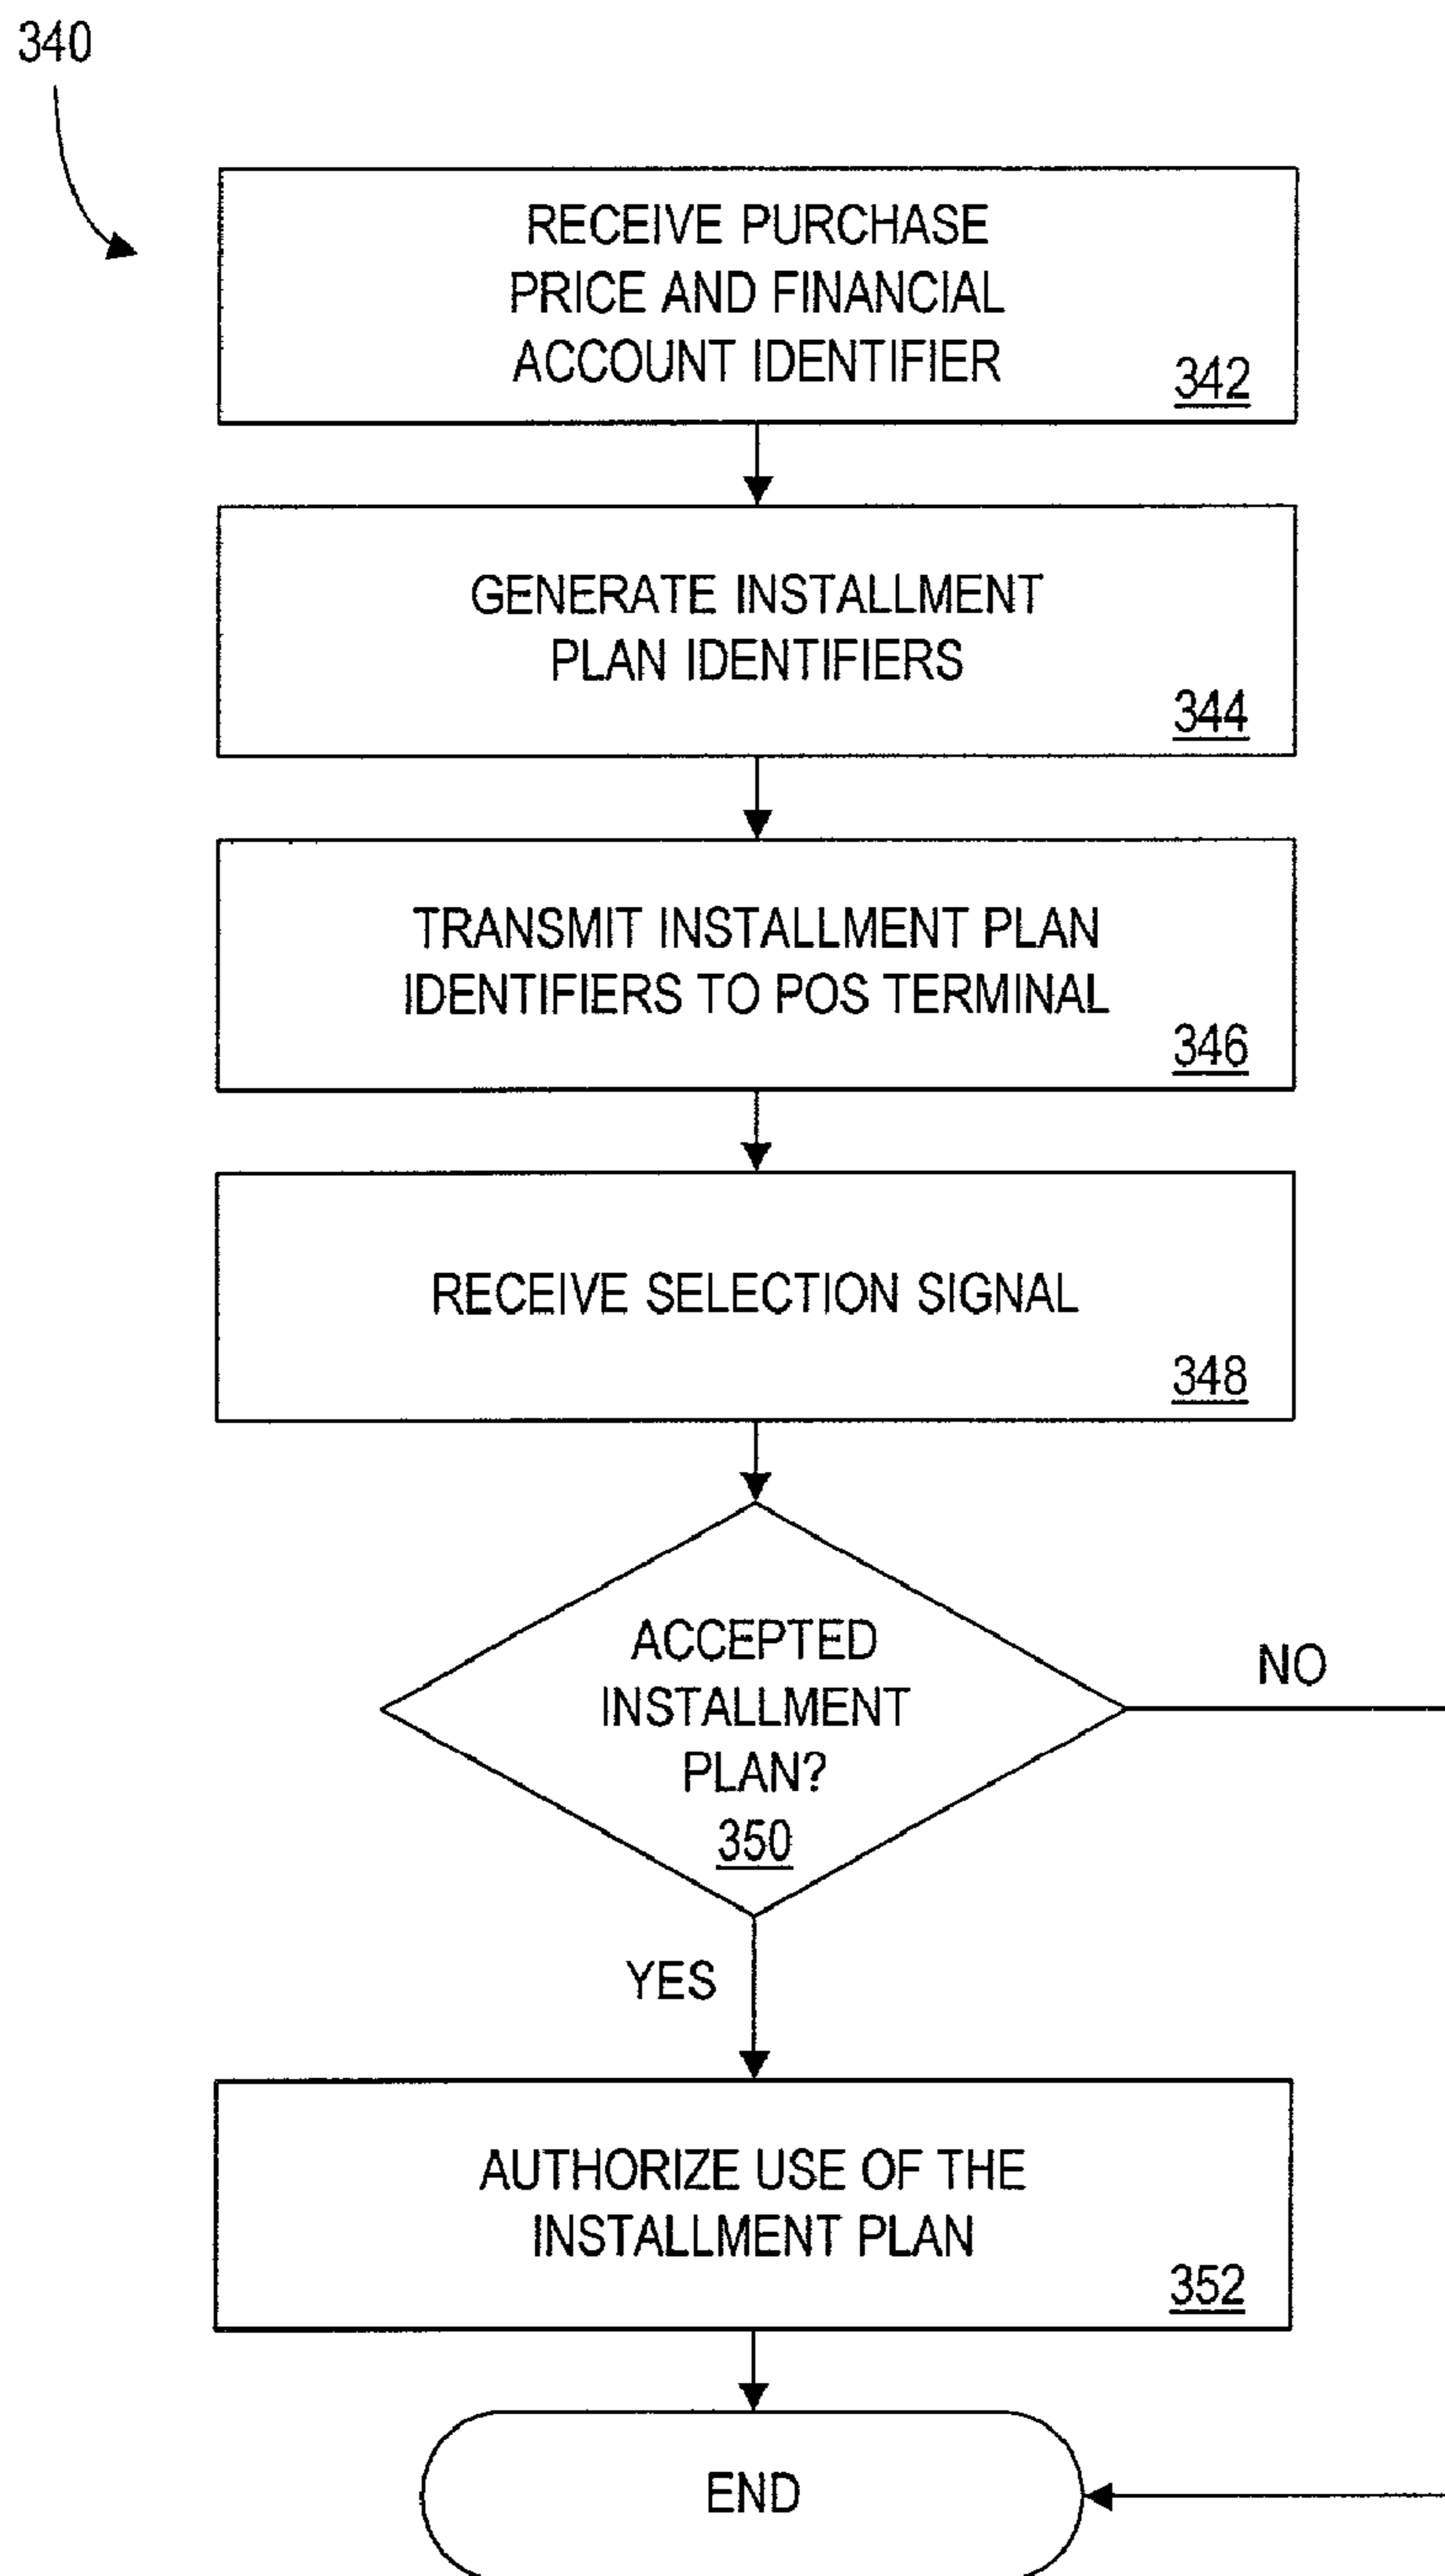 340
RECEIVE PURCHASE
PRICE AND FINANCIAL
ACCOUNT IDENTIFIER
342
GENERATE INSTALLMENT
PLAN IDENTIFIERS
344
TRANSMIT INSTALLMENT PLAN
IDENTIFIERS TO POS TERMINAL
346
RECEIVE SELECTION SIGNAL
348
ACCEPTED
INSTALLMENT
PLAN?
350
NO
YES
AUTHORIZE USE OF THE
INSTALLMENT PLAN
352
END